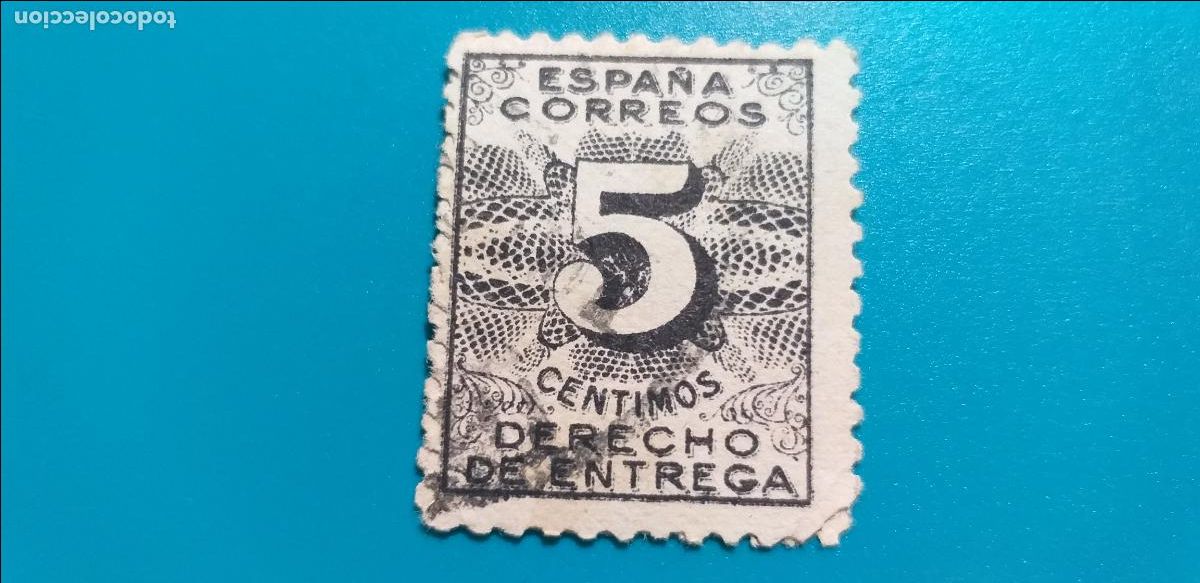 todocoleccion
ESPAÑA
CORREOS
5
CENTIMOS
DERECHO
DE ENTREGA